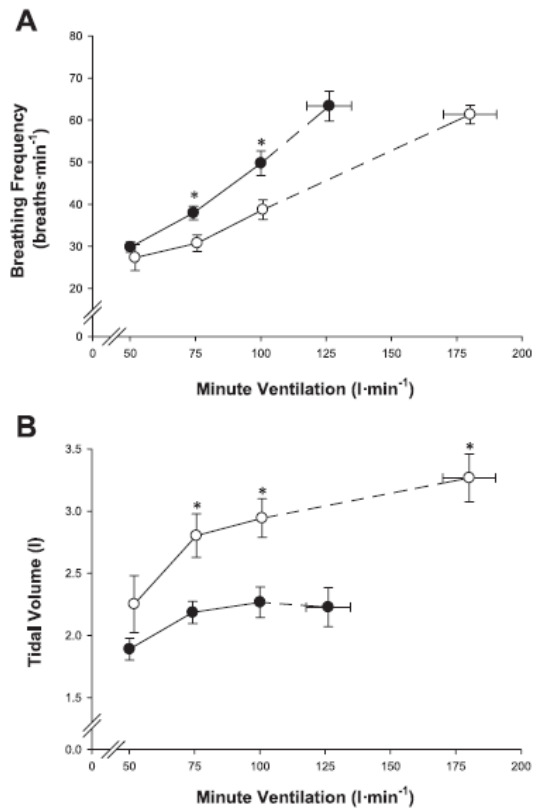 A
80
70
60
50
40
30
20
0
Breathing Frequency
(breaths·min⁻¹)
*
*
0 50 75 100 125 150 175 200
Minute Ventilation (l·min⁻¹)
B
3.5
3.0
2.5
2.0
1.5
0.0
Tidal Volume (l)
*
*
*
0 50 75 100 125 150 175 200
Minute Ventilation (l·min⁻¹)